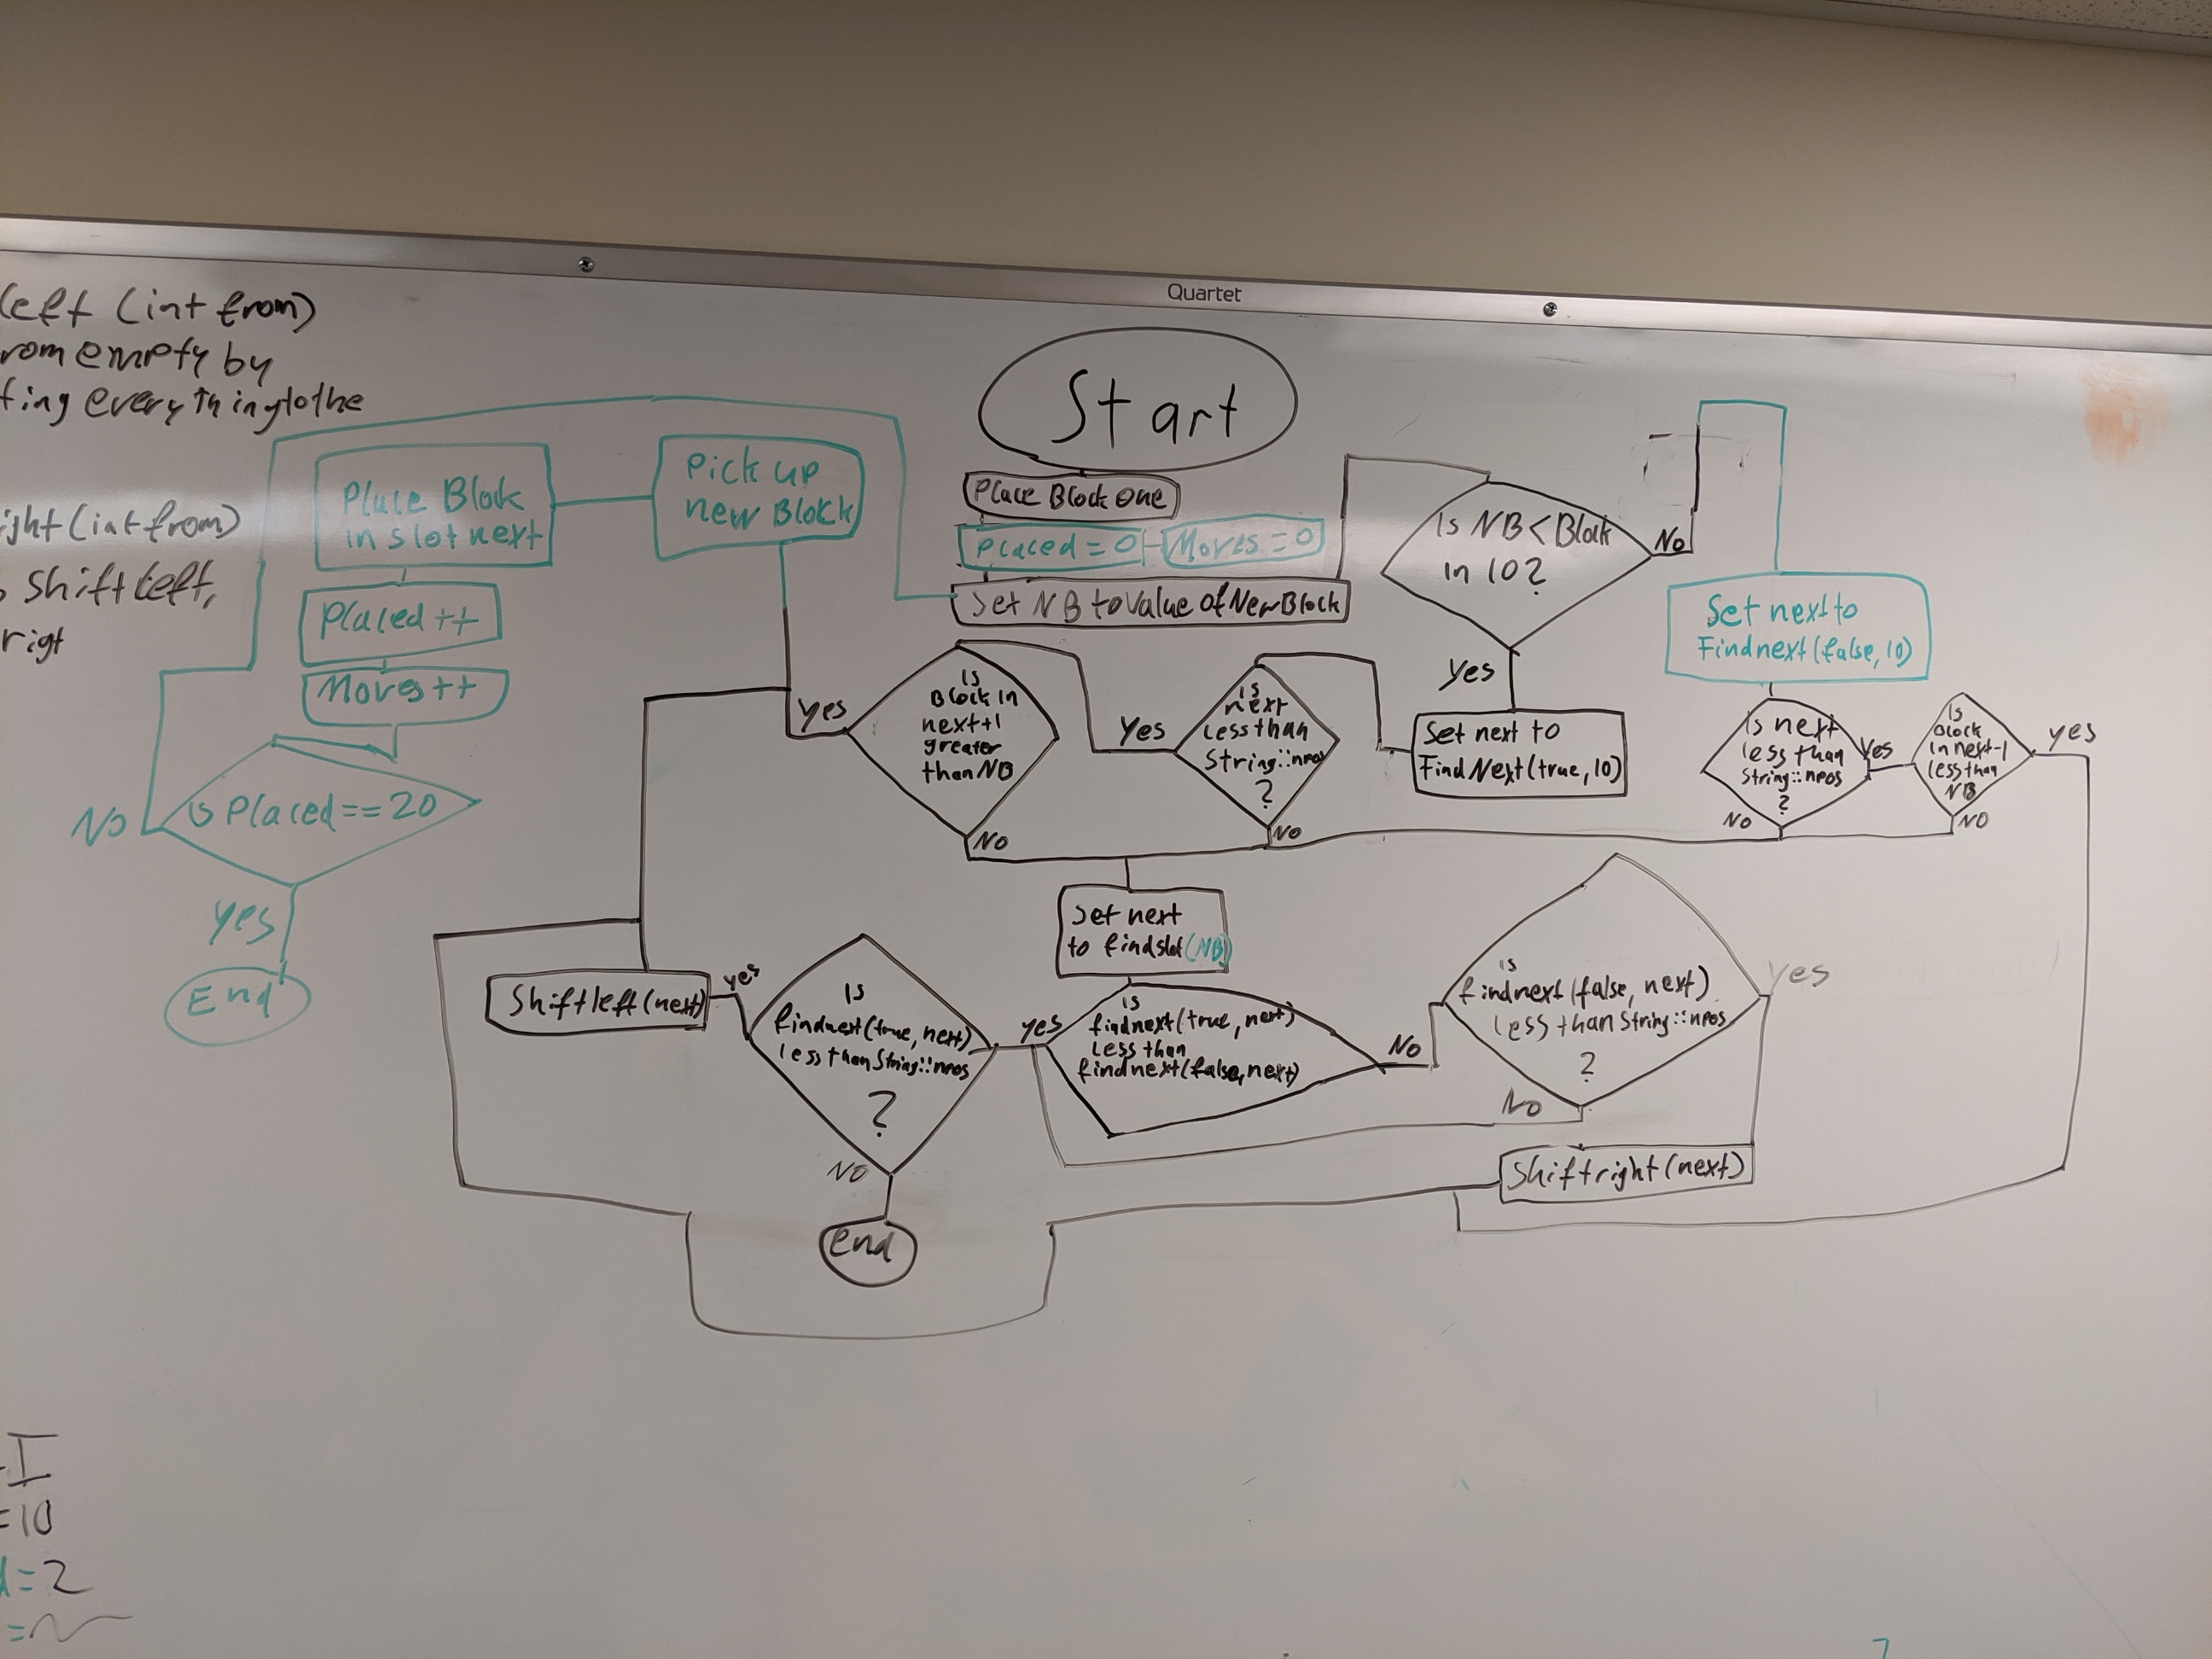 Quartet
left (int from)
rom empty by
fing everything to the
ight (int from)
s shift left,
rigt
Start
Place Block One
Placed = 0
Moves = 0
Set NB to value of New Block
Is NB < Block
in 10?
No
Yes
Set next to
Findnext(false, 10)
Set next to
FindNext(true, 10)
Is
next
less than
String::npos
?
Yes
No
Is
Block in
next+1
greater
than NB
Yes
No
Is next
less than
String::npos
?
Yes
No
Is
Block
in next-1
less than
NB
Yes
No
Pick up
new Block
Place Block
in slot next
Placed ++
Moves ++
is Placed == 20
No
Yes
End
Set next
to findslot(NB)
is
findnext(true, next)
less than
findnext(false, next)
yes
No
is
findnext(false, next)
less than String::npos
?
Yes
No
Is
findnext(true, next)
less than String::npos
?
yes
NO
Shiftleft(next)
Shiftright(next)
End
I
=10
=2
=